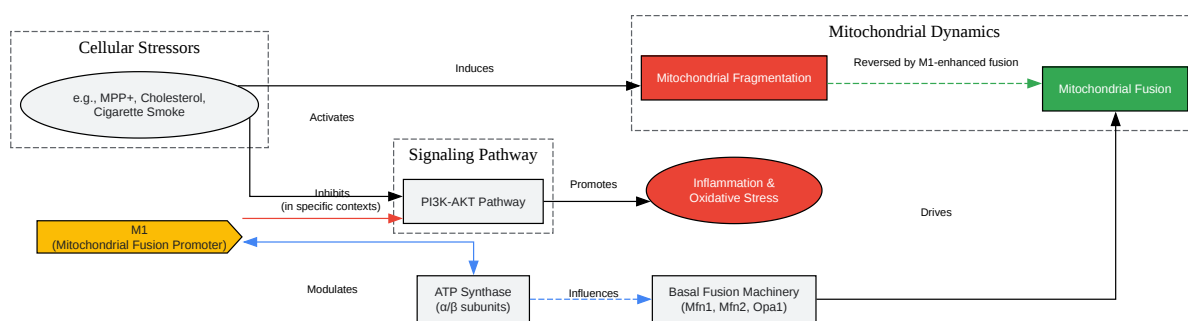 Cellular Stressors
e.g., MPP+, Cholesterol,
Cigarette Smoke
Induces
Activates
Mitochondrial Dynamics
Mitochondrial Fragmentation
Reversed by M1-enhanced fusion
Mitochondrial Fusion
Signaling Pathway
PI3K-AKT Pathway
Inhibits
(in specific contexts)
Promotes
Inflammation &
Oxidative Stress
Drives
M1
(Mitochondrial Fusion Promoter)
Modulates
ATP Synthase
(α/β subunits)
Influences
Basal Fusion Machinery
(Mfn1, Mfn2, Opa1)